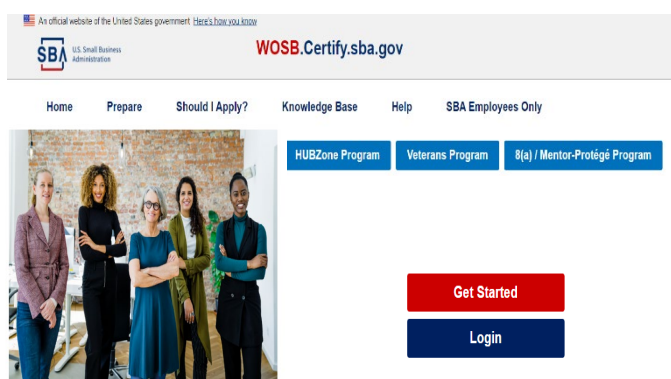 An official website of the United States government Here's how you know
SBA U.S. Small Business
Administration
WOSB.Certify.sba.gov
Home Prepare Should I Apply? Knowledge Base Help SBA Employees Only
HUBZone Program Veterans Program 8(a) / Mentor-Protégé Program
Get Started
Login